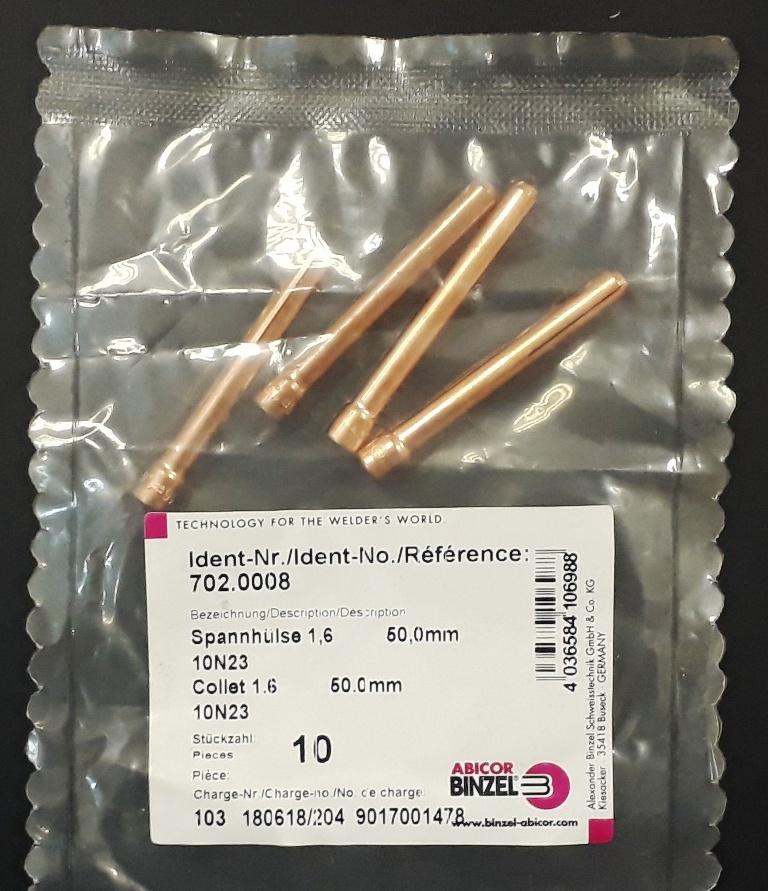 TECHNOLOGY FOR THE WELDER'S WORLD.
Ident-Nr./Ident-No./Référence:
702.0008
Bezeichnung/Description/Description
Spannhülse 1,6 50,0mm
10N23
Collet 1.6 50.0mm
10N23
Stückzahl:
Pieces
Pièce:
10
Charge-Nr./Charge-no./No. de charge:
103 180618/204 9017001478
ABICOR
BINZEL®
www.binzel-abicor.com
4 036584 106988
Alexander Binzel Schweisstechnik GmbH & Co. KG
Kiesacker · 35418 Buseck · GERMANY